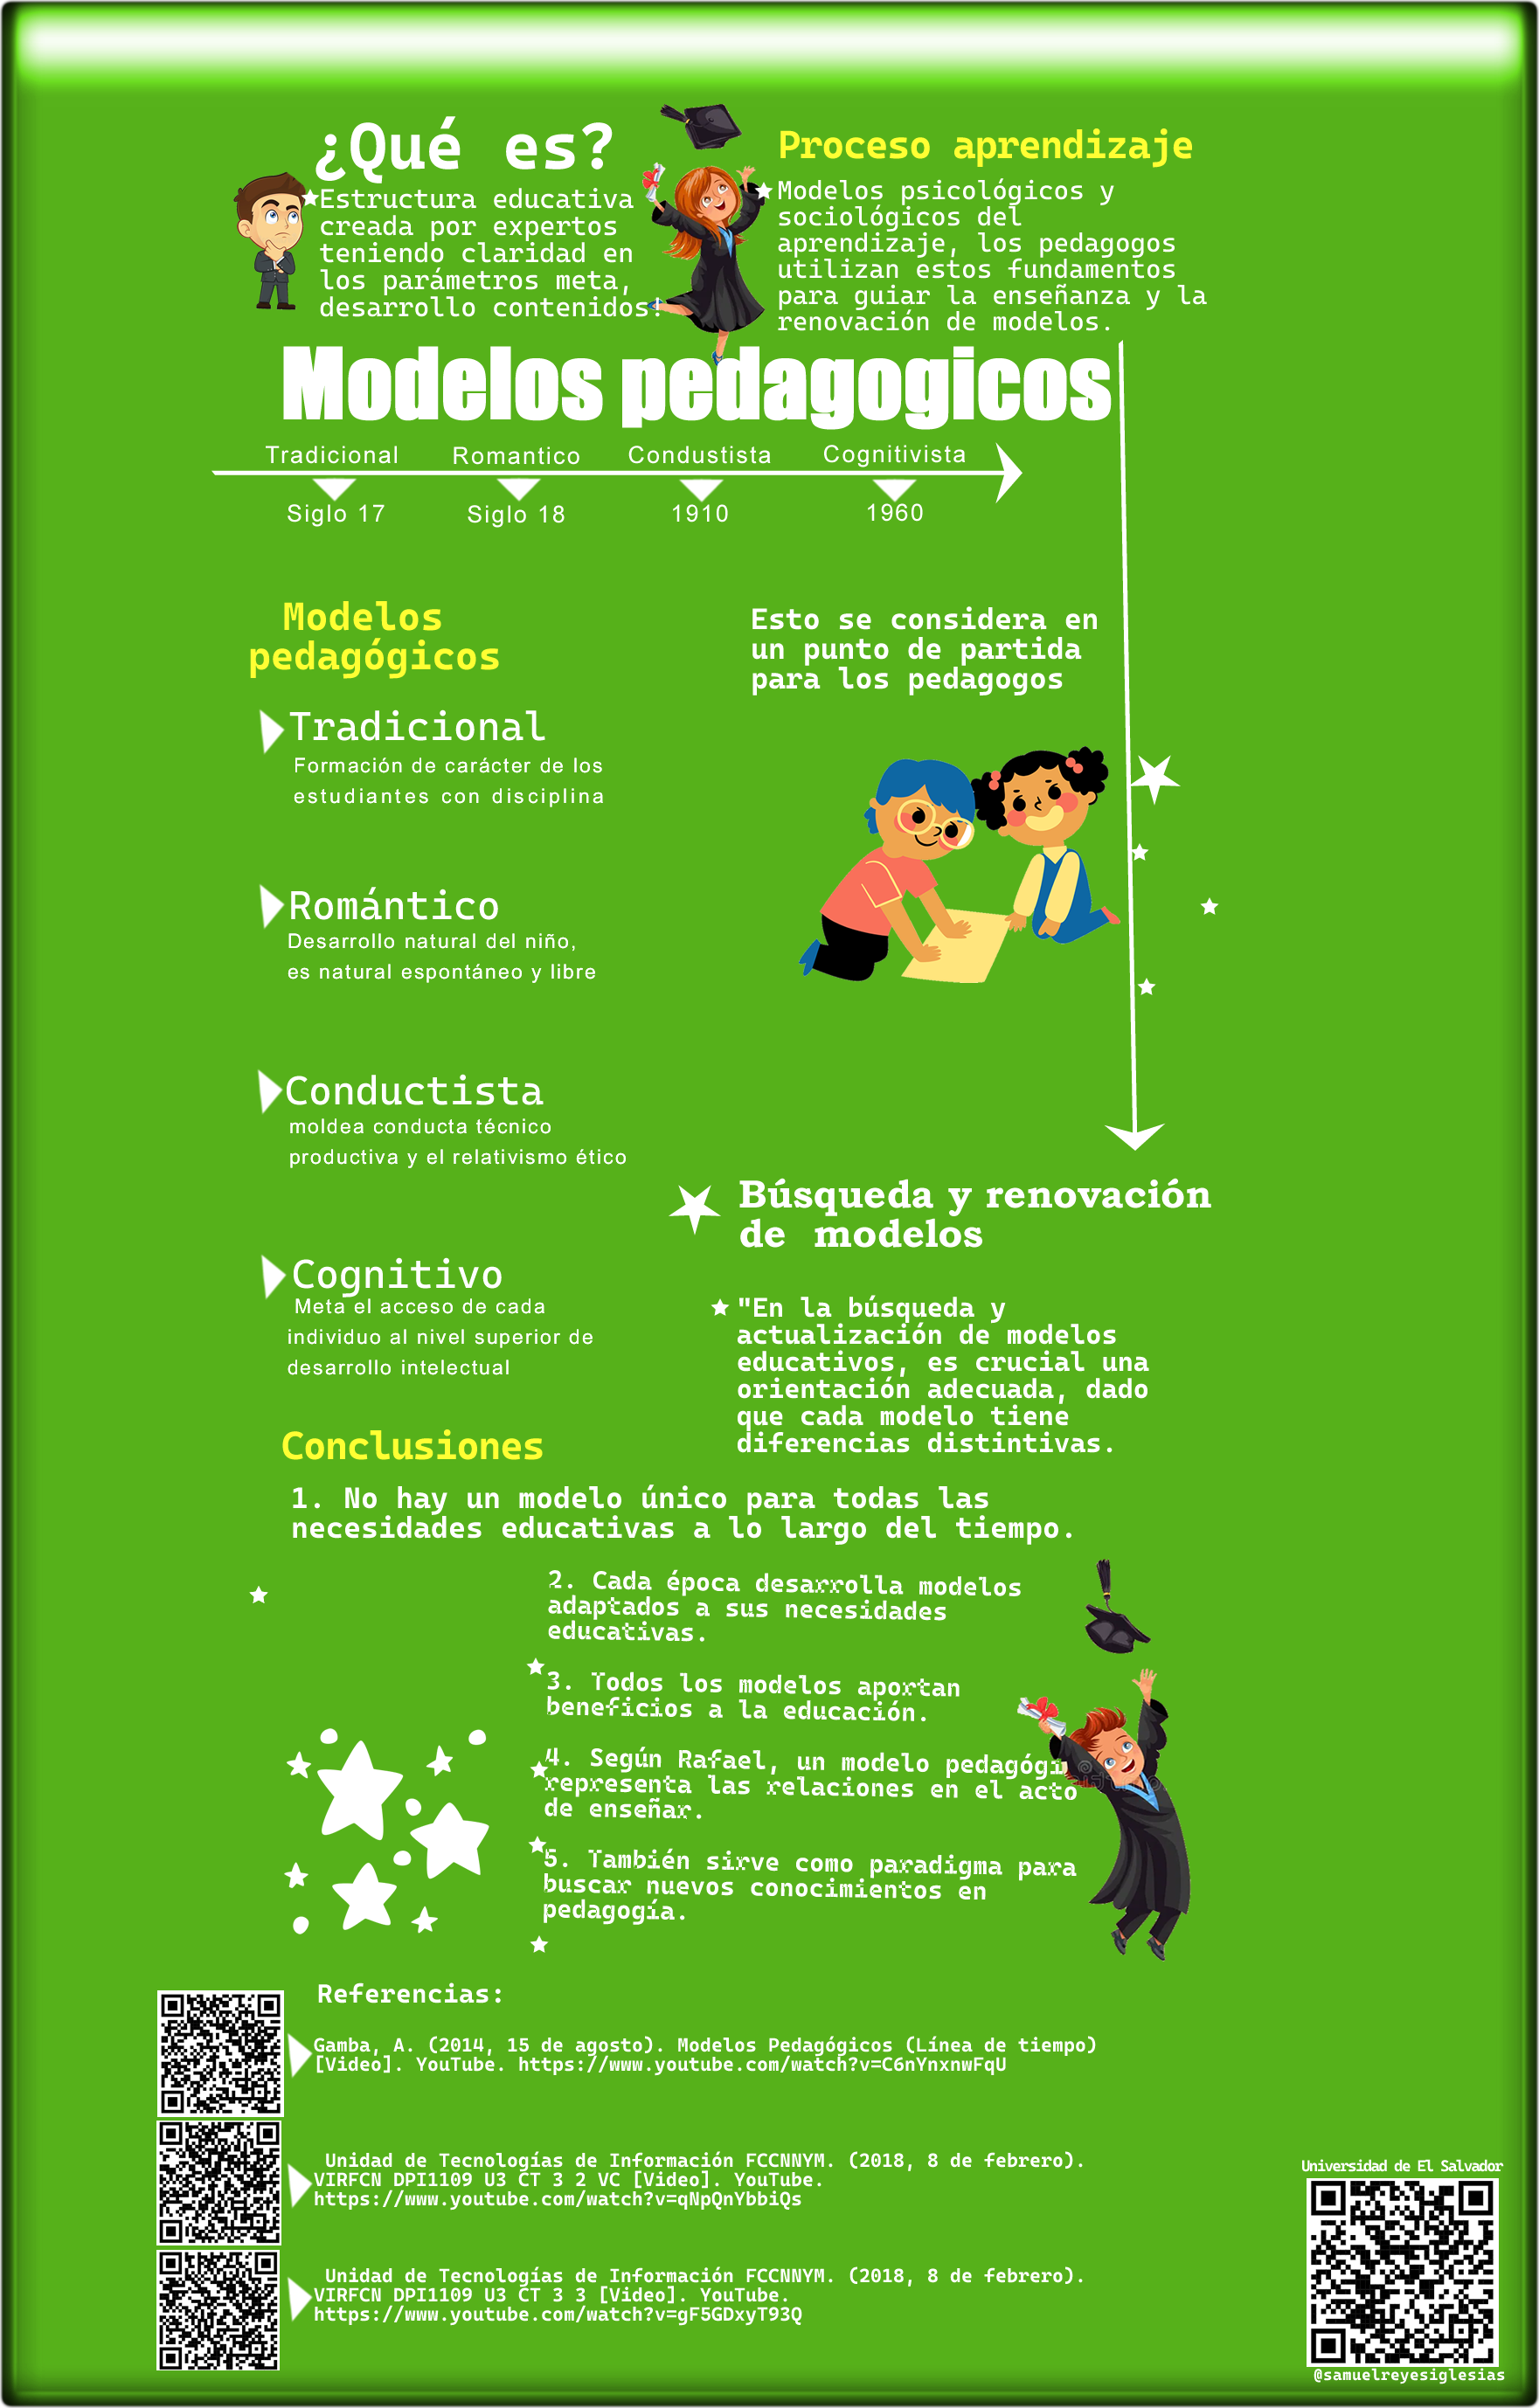 ¿Qué es?
Estructura educativa
creada por expertos
teniendo claridad en
los parámetros meta,
desarrollo contenidos!
Proceso aprendizaje
Modelos psicológicos y
sociológicos del
aprendizaje, los pedagogos
utilizan estos fundamentos
para guiar la enseñanza y la
renovación de modelos.
Modelos pedagogicos
Tradicional Romantico Condustista Cognitivista
Siglo 17 Siglo 18 1910 1960
Modelos
pedagógicos
Tradicional
Formación de carácter de los
estudiantes con disciplina
Romántico
Desarrollo natural del niño,
es natural espontáneo y libre
Conductista
moldea conducta técnico
productiva y el relativismo ético
Cognitivo
Meta el acceso de cada
individuo al nivel superior de
desarrollo intelectual
Esto se considera en
un punto de partida
para los pedagogos
Búsqueda y renovación
de modelos
"En la búsqueda y
actualización de modelos
educativos, es crucial una
orientación adecuada, dado
que cada modelo tiene
diferencias distintivas.
Conclusiones
1. No hay un modelo único para todas las
necesidades educativas a lo largo del tiempo.
2. Cada época desarrolla modelos
adaptados a sus necesidades
educativas.
3. Todos los modelos aportan
beneficios a la educación.
4. Según Rafael, un modelo pedagógi
representa las relaciones en el acto
de enseñar.
5. También sirve como paradigma para
buscar nuevos conocimientos en
pedagogía.
Referencias:
Gamba, A. (2014, 15 de agosto). Modelos Pedagógicos (Línea de tiempo)
[Video]. YouTube. https://www.youtube.com/watch?v=C6nYnxnwFqU
Unidad de Tecnologías de Información FCCNNYM. (2018, 8 de febrero).
VIRFCN DPI1109 U3 CT 3 2 VC [Video]. YouTube.
https://www.youtube.com/watch?v=qNpQnYbbiQs
Unidad de Tecnologías de Información FCCNNYM. (2018, 8 de febrero).
VIRFCN DPI1109 U3 CT 3 3 [Video]. YouTube.
https://www.youtube.com/watch?v=gF5GDxyT93Q
Universidad de El Salvador
@samuelreyesiglesias